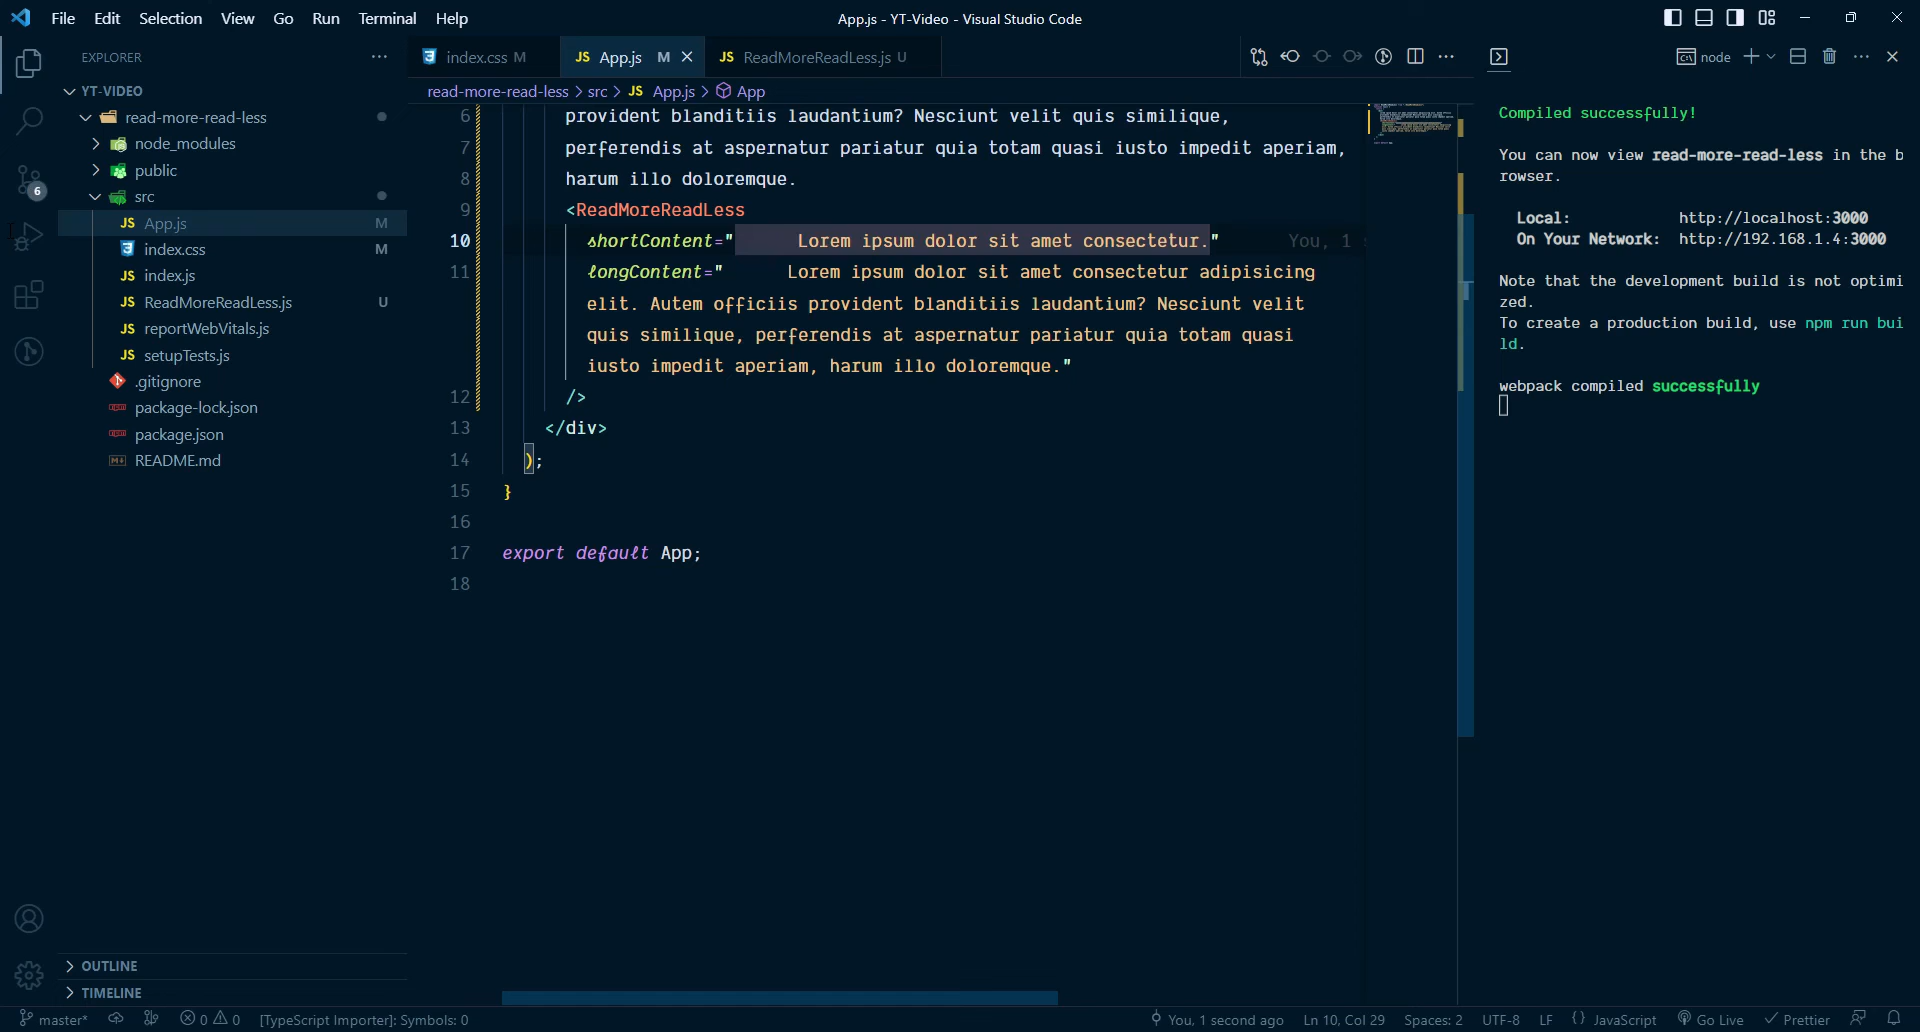 File Edit Selection View Go Run Terminal Help
App.js - YT-Video - Visual Studio Code
EXPLORER
index.css M
JS App.js M
JS ReadMoreReadLess.js U
node
YT-VIDEO
read-more-read-less > src > JS App.js > App
read-more-read-less
node_modules
public
src
JS App.js M
index.css M
JS index.js
JS ReadMoreReadLess.js U
JS reportWebVitals.js
JS setupTests.js
.gitignore
package-lock.json
package.json
README.md
6
OUTLINE
TIMELINE
6 provident blanditiis laudantium? Nesciunt velit quis similique,
7 perferendis at aspernatur pariatur quia totam quasi iusto impedit aperiam,
8 harum illo doloremque.
9 <ReadMoreReadLess
10 shortContent=" Lorem ipsum dolor sit amet consectetur." You, 1
11 longContent=" Lorem ipsum dolor sit amet consectetur adipisicing
elit. Autem officiis provident blanditiis laudantium? Nesciunt velit
quis similique, perferendis at aspernatur pariatur quia totam quasi
iusto impedit aperiam, harum illo doloremque."
12 />
13 </div>
14 );
15 }
16
17 export default App;
18
Compiled successfully!
You can now view read-more-read-less in the b
rowser.
Local: http://localhost:3000
On Your Network: http://192.168.1.4:3000
Note that the development build is not optimi
zed.
To create a production build, use npm run bui
ld.
webpack compiled successfully
master* 0 0 [TypeScript Importer]: Symbols: 0
You, 1 second ago Ln 10, Col 29 Spaces: 2 UTF-8 LF {} JavaScript Go Live Prettier